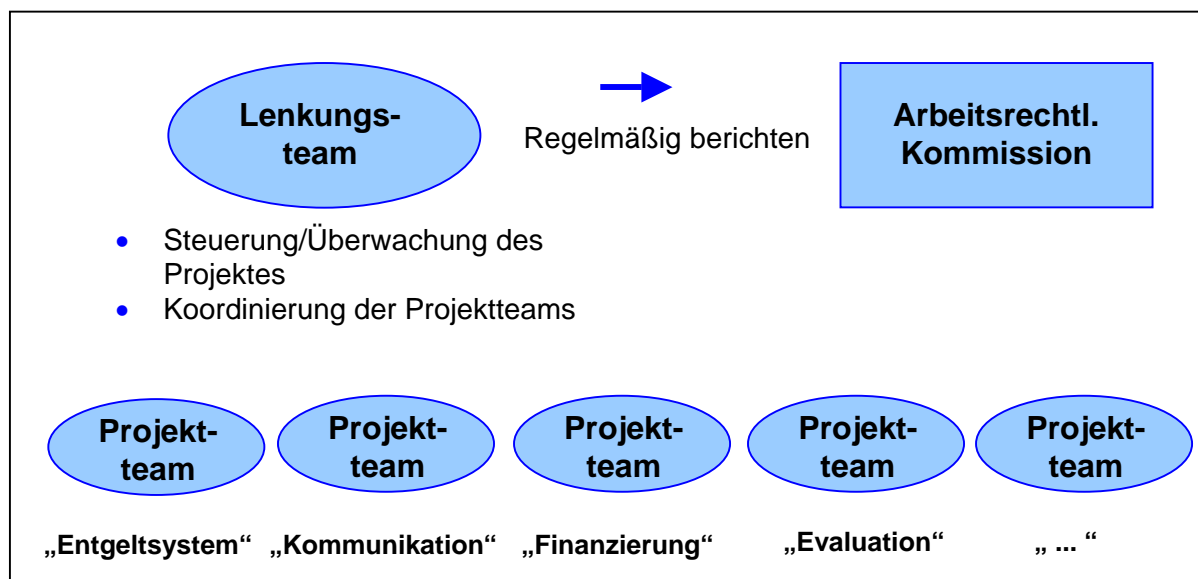 Lenkungs-
team
Regelmäßig berichten
Arbeitsrechtl.
Kommission
• Steuerung/Überwachung des
Projektes
• Koordinierung der Projektteams
Projekt-
team
Projekt-
team
Projekt-
team
Projekt-
team
Projekt-
team
„Entgeltsystem“
„Kommunikation“
„Finanzierung“
„Evaluation“
„ ... “